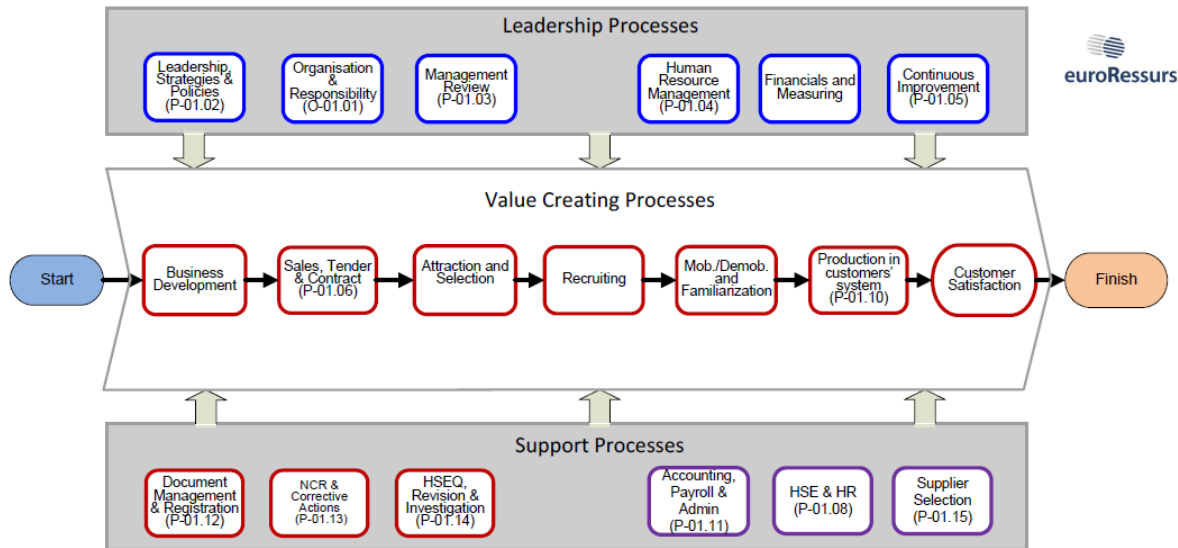 Leadership Processes
Leadership,
Strategies &
Policies
(P-01.02)
Organisation
&
Responsibility
(O-01.01)
Management
Review
(P-01.03)
Human
Resource
Management
(P-01.04)
Financials and
Measuring
Continuous
Improvement
(P-01.05)
euroRessurs
Value Creating Processes
Start
Business
Development
Sales, Tender
& Contract
(P-01.06)
Attraction and
Selection
Recruiting
Mob./Demob.
and
Familiarization
Production in
customers'
system
(P-01.10)
Customer
Satisfaction
Finish
Support Processes
Document
Management
& Registration
(P-01.12)
NCR &
Corrective
Actions
(P-01.13)
HSEQ,
Revision &
Investigation
(P-01.14)
Accounting,
Payroll &
Admin
(P-01.11)
HSE & HR
(P-01.08)
Supplier
Selection
(P-01.15)